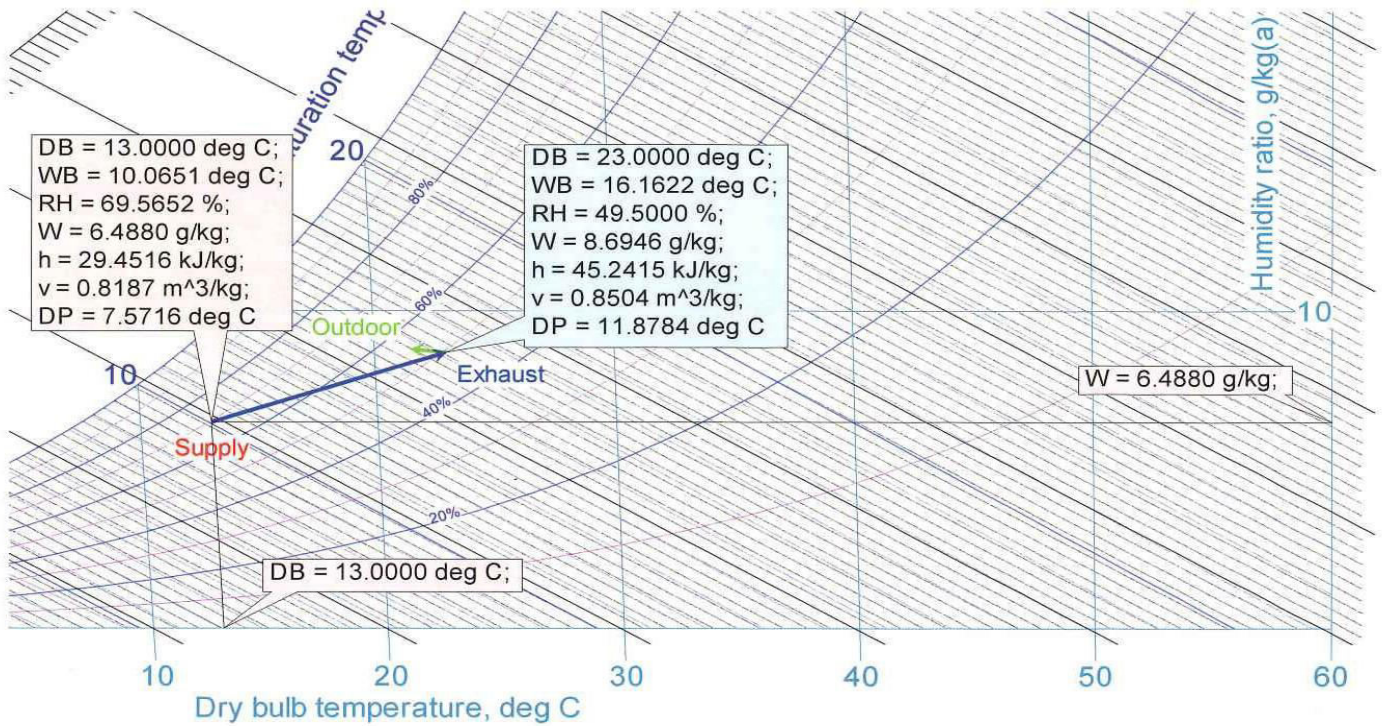 uration temp
20
DB = 13.0000 deg C;
WB = 10.0651 deg C;
RH = 69.5652 %;
W = 6.4880 g/kg;
h = 29.4516 kJ/kg;
v = 0.8187 m^3/kg;
DP = 7.5716 deg C
DB = 23.0000 deg C;
WB = 16.1622 deg C;
RH = 49.5000 %;
W = 8.6946 g/kg;
h = 45.2415 kJ/kg;
v = 0.8504 m^3/kg;
DP = 11.8784 deg C
Humidity ratio, g/kg(a)
80%
60%
10
Outdoor
10
Exhaust
40%
W = 6.4880 g/kg;
Supply
20%
DB = 13.0000 deg C;
10
20
30
40
50
60
Dry bulb temperature, deg C